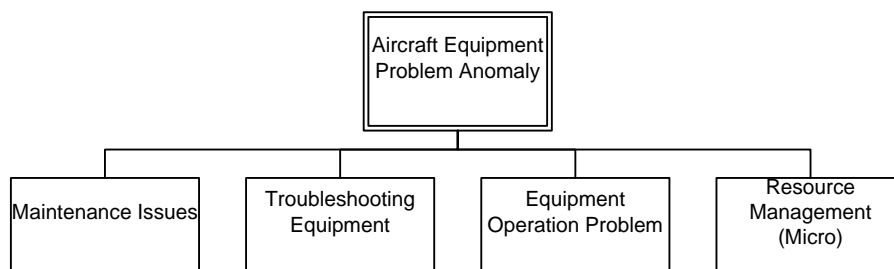 Aircraft Equipment
Problem Anomaly
Maintenance Issues
Troubleshooting
Equipment
Equipment
Operation Problem
Resource
Management
(Micro)